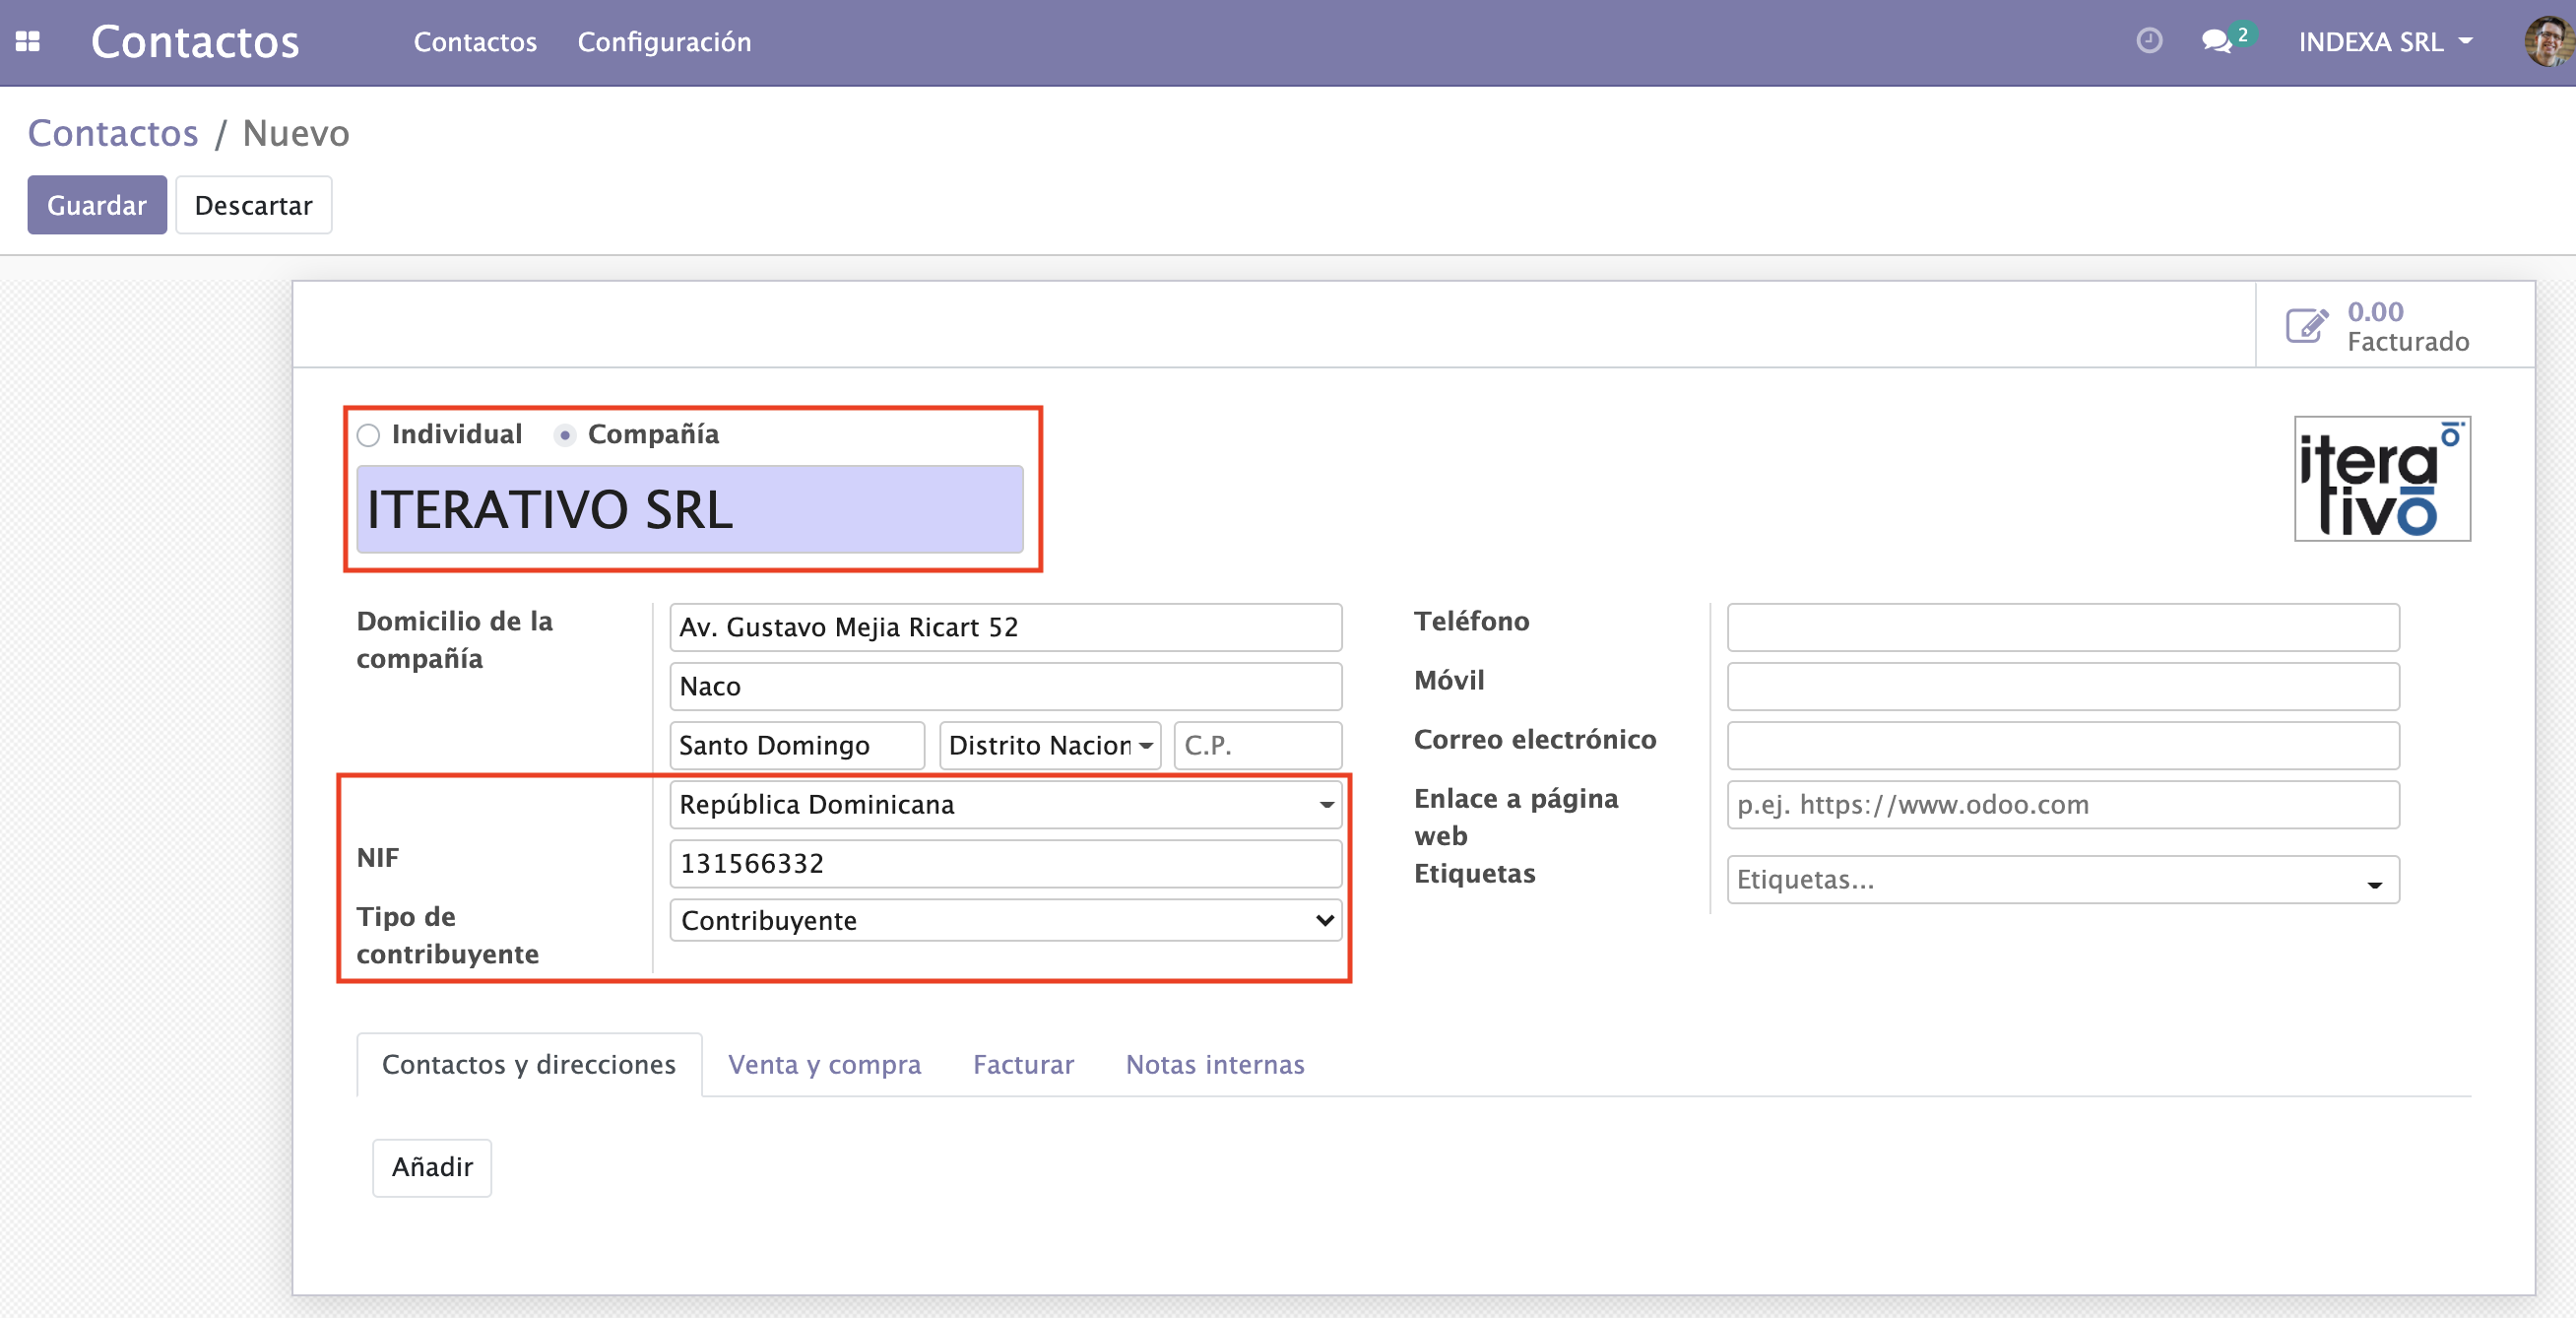 Contactos
Contactos
Configuración
2
INDEXA SRL
Contactos / Nuevo
Guardar
Descartar
0.00
Facturado
Individual
Compañía
ITERATIVO SRL
itera
tivo
Domicilio de la
compañía
Av. Gustavo Mejia Ricart 52
Naco
Santo Domingo
Distrito Nacion
C.P.
República Dominicana
NIF
131566332
Tipo de
contribuyente
Contribuyente
Teléfono
Móvil
Correo electrónico
Enlace a página
web
p.ej. https://www.odoo.com
Etiquetas
Etiquetas...
Contactos y direcciones
Venta y compra
Facturar
Notas internas
Añadir